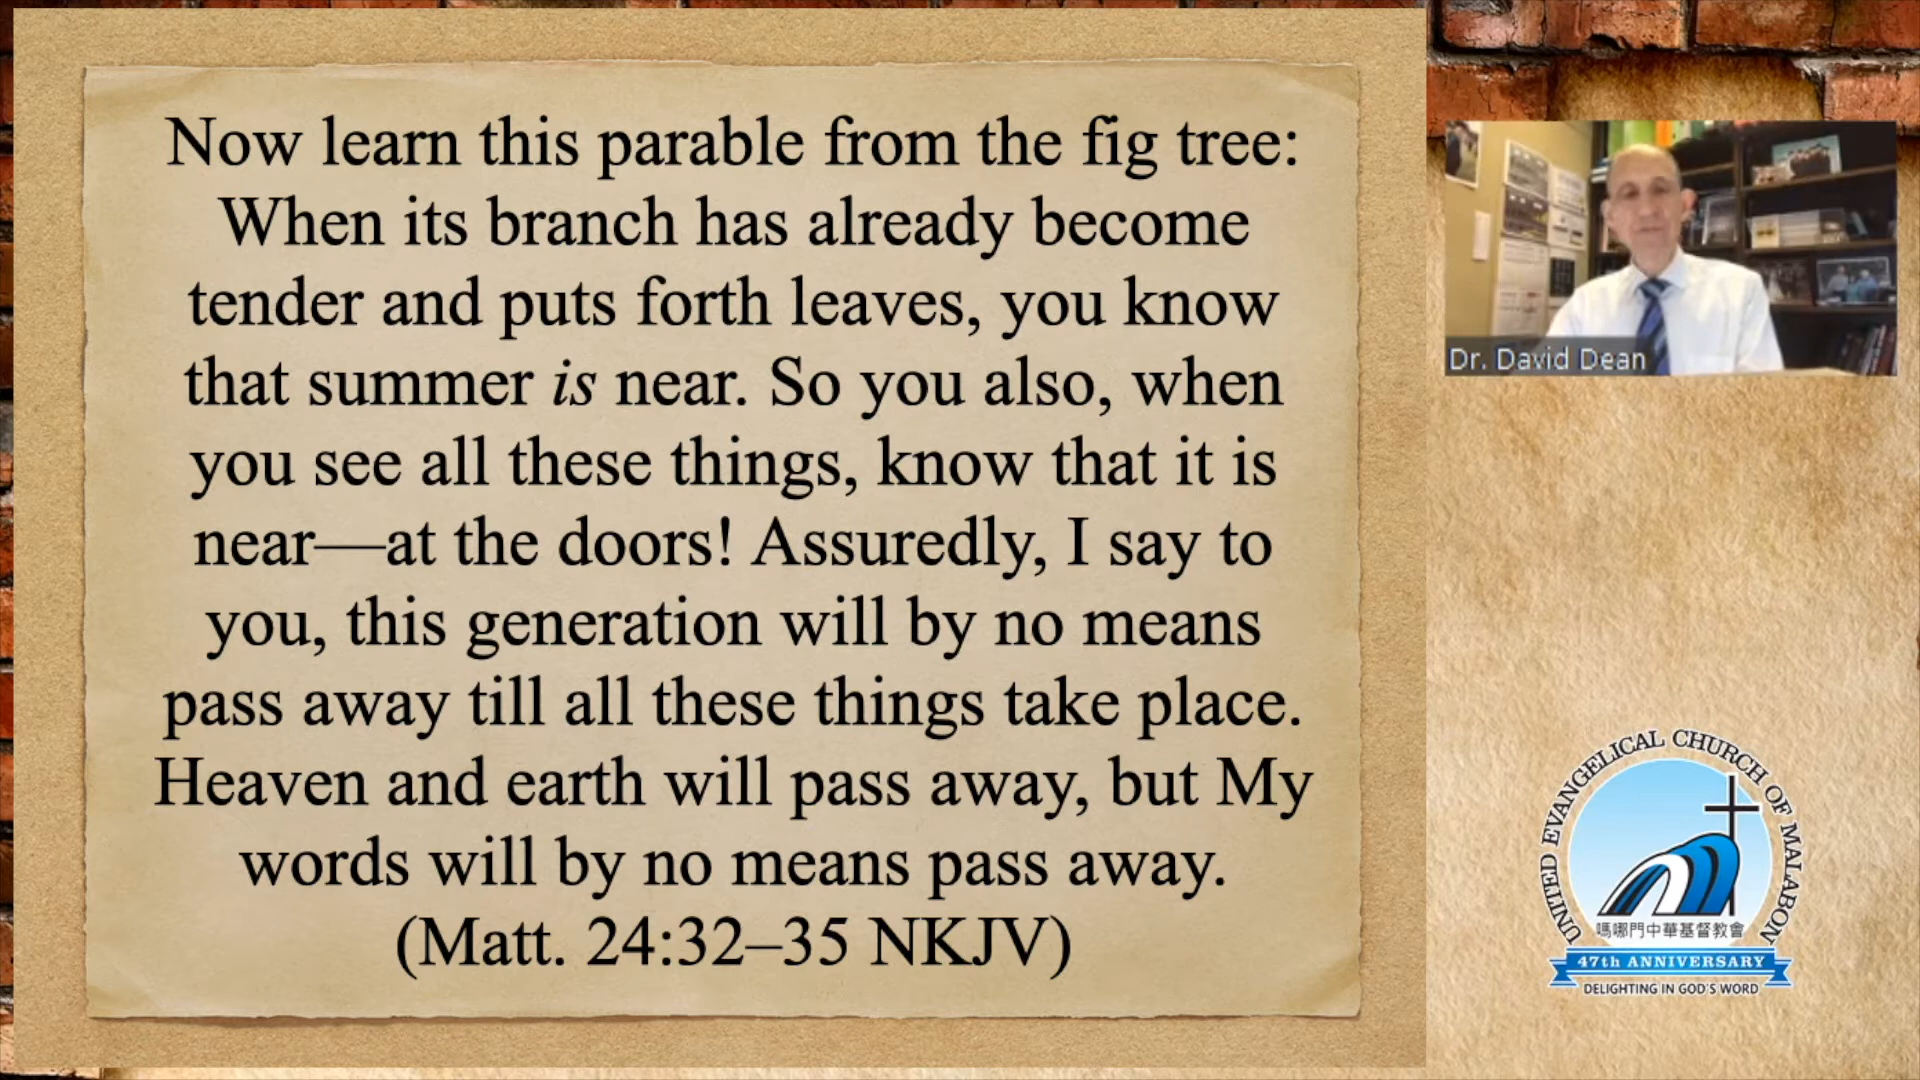 Now learn this parable from the fig tree:
When its branch has already become
tender and puts forth leaves, you know
that summer is near. So you also, when
you see all these things, know that it is
near—at the doors! Assuredly, I say to
you, this generation will by no means
pass away till all these things take place.
Heaven and earth will pass away, but My
words will by no means pass away.
(Matt. 24:32–35 NKJV)
Dr. David Dean
UNITED EVANGELICAL CHURCH OF MALABON
嗎哪門中華基督教會
47th ANNIVERSARY
DELIGHTING IN GOD'S WORD